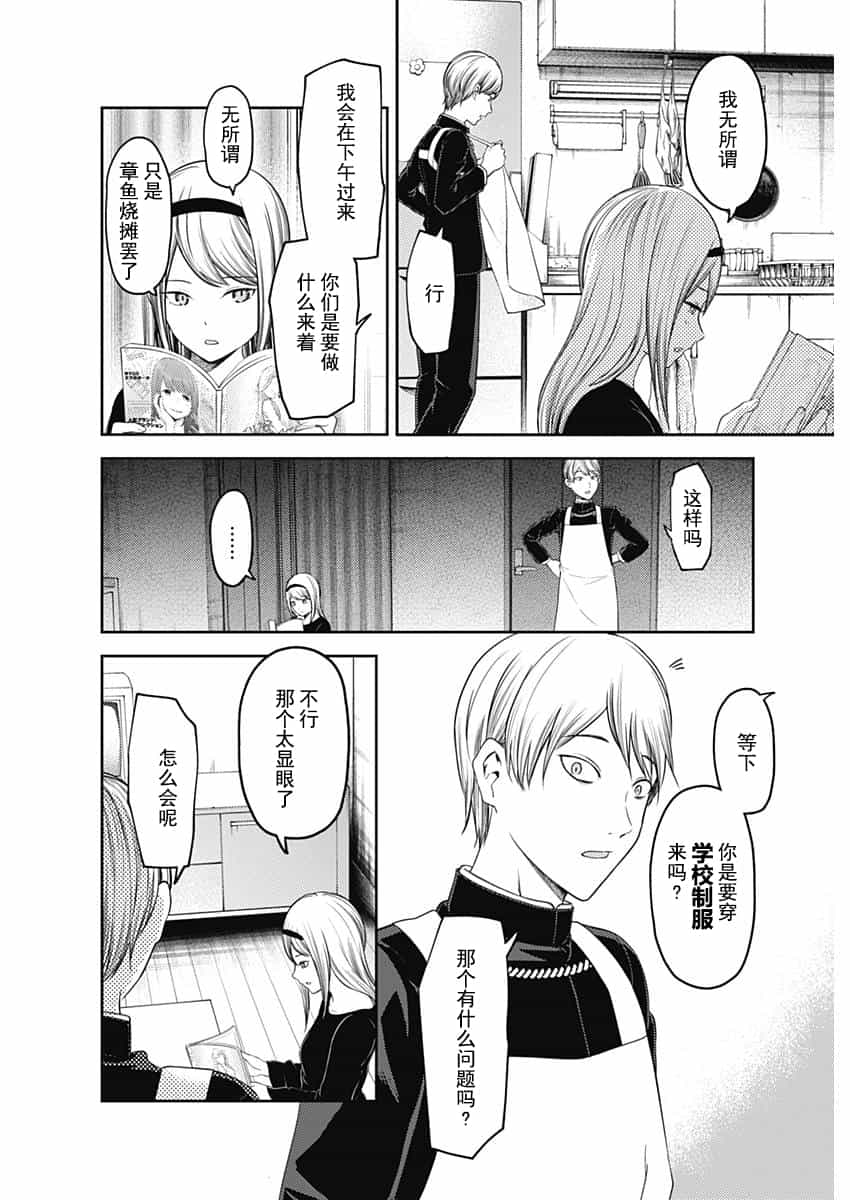 我无所谓
行
我会在下午过来
你们是要做
什么来着
无所谓
只是
章鱼烧摊罢了
这样吗
……
等下
你是要穿
学校制服
来吗？
那个有什么问题吗？
不行
那个太显眼了
怎么会呢